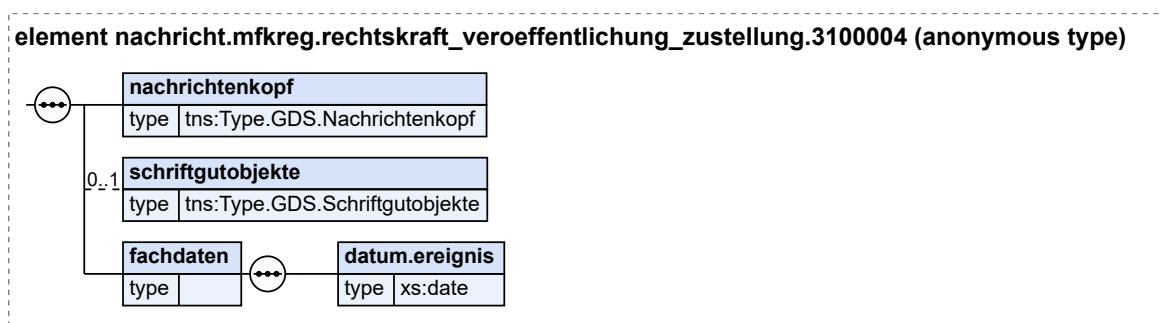 element nachricht.mfkreg.rechtskraft_veroeffentlichung_zustellung.3100004 (anonymous type)
nachrichtenkopf
type tns:Type.GDS.Nachrichtenkopf
0..1 schriftgutobjekte
type tns:Type.GDS.Schriftgutobjekte
fachdaten datum.ereignis
type type xs:date